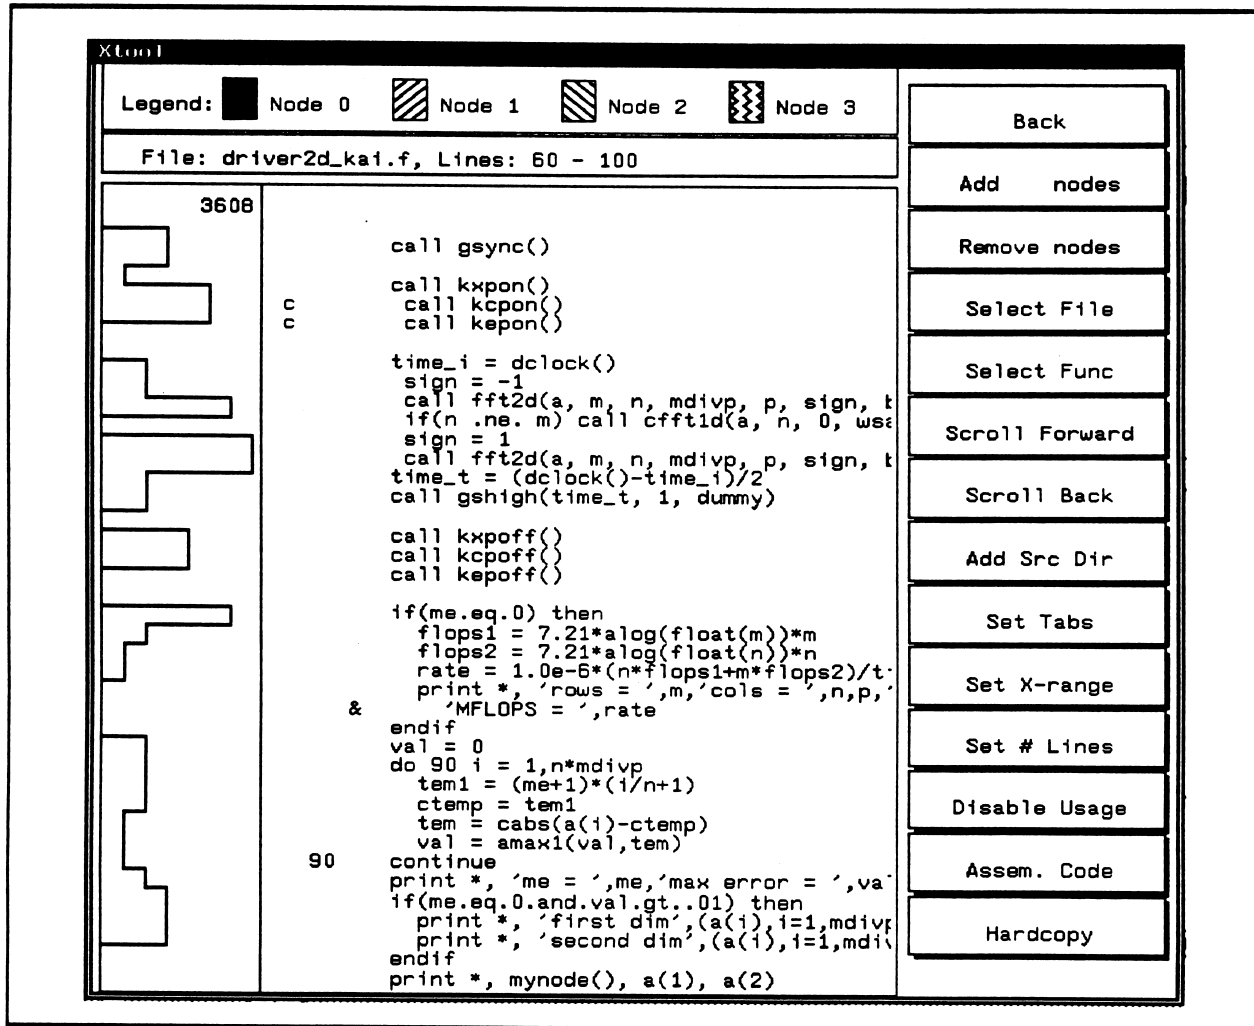 Xtool
Legend: Node 0 Node 1 Node 2 Node 3
File: driver2d_kai.f, Lines: 60 - 100
3608
call gsync()
call kxpon()
c call kcpon()
c call kepon()
time_i = dclock()
sign = -1
call fft2d(a, m, n, mdivp, p, sign,
if(n .ne. m) call cfft1d(a, n, 0,
sign = 1
call fft2d(a, m, n, mdivp, p, sign,
time_t = (dclock()-time_i)/2
call gshigh(time_t, 1, dummy)
call kxpoff()
call kcpoff()
call kepoff()
if(me.eq.0) then
flops1 = 7.21*alog(float(m))*m
flops2 = 7.21*alog(float(n))*n
rate = 1.0e-6*(n*flops1+m*flops2)/t
print *, 'rows = ',m,'cols = ',n,p,'
& 'MFLOPS = ',rate
endif
val = 0
do 90 i = 1,n*mdivp
tem1 = (me+1)*(i/n+1)
ctemp = tem1
tem = cabs(a(i)-ctemp)
val = amax1(val,tem)
90 continue
print *, 'me = ',me,'max error = ',va
if(me.eq.0.and.val.gt..01) then
print *, 'first dim',(a(i),i=1,mdivp
print *, 'second dim',(a(i),i=1,mdiv
endif
print *, mynode(), a(1), a(2)
Back
Add nodes
Remove nodes
Select File
Select Func
Scroll Forward
Scroll Back
Add Src Dir
Set Tabs
Set X-range
Set # Lines
Disable Usage
Assem. Code
Hardcopy